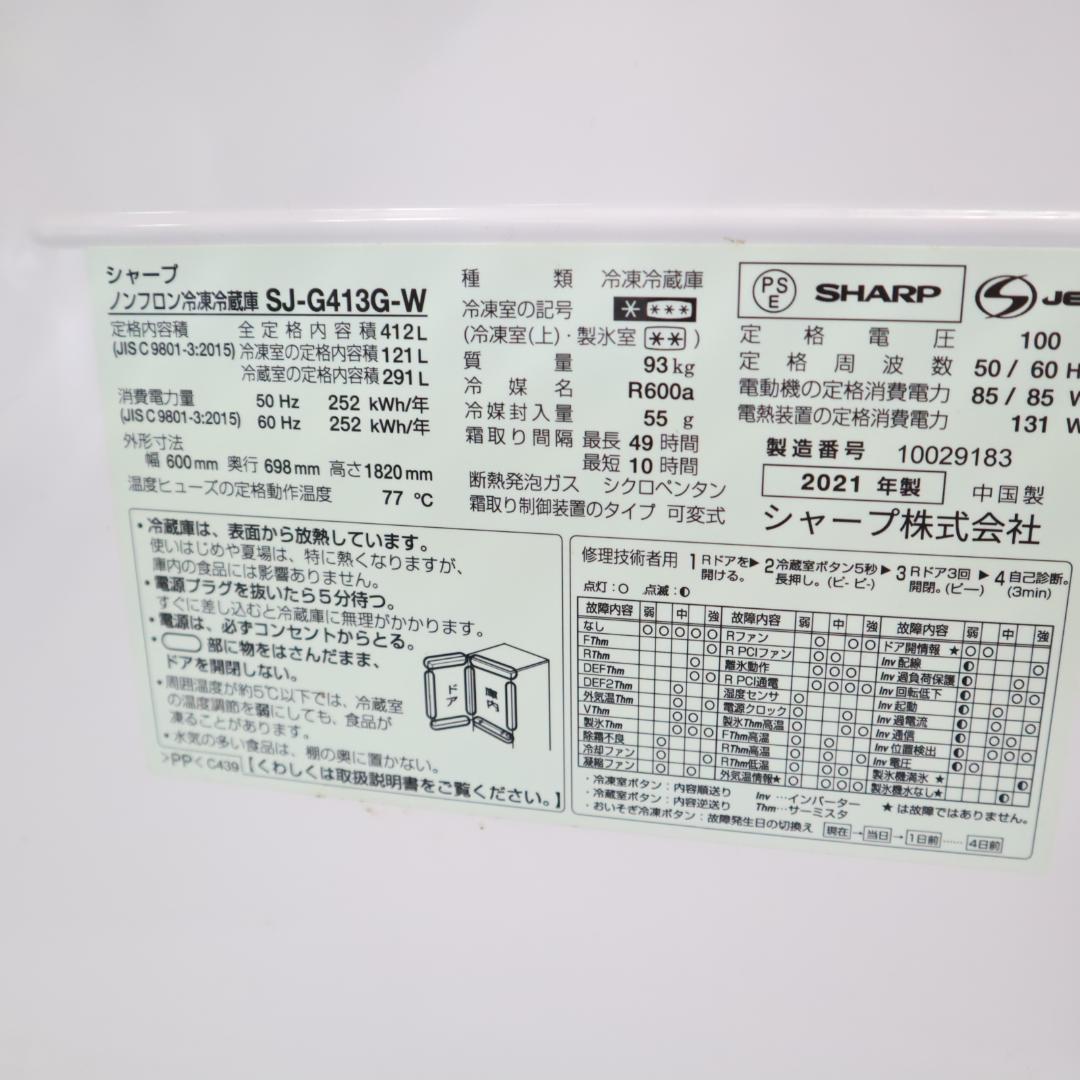 シャープ
ノンフロン冷凍冷蔵庫 SJ-G413G-W
定格内容積 全定格内容積 412 L
(JIS C 9801-3:2015) 冷凍室の定格内容積 121 L
冷蔵室の定格内容積 291 L
消費電力量 50 Hz 252 kWh/年
(JIS C 9801-3:2015) 60 Hz 252 kWh/年
外形寸法
幅 600 mm 奥行 698 mm 高さ 1820 mm
温度ヒューズの定格動作温度 77 ℃
種類 冷凍冷蔵庫
冷凍室の記号 * ***
(冷凍室(上)・製氷室 ** )
質量 93 kg
冷媒名 R600a
冷媒封入量 55 g
霜取り間隔 最長 49 時間
最短 10 時間
断熱発泡ガス シクロペンタン
霜取り制御装置のタイプ 可変式
PS E SHARP
定格電圧 100
定格周波数 50 / 60
電動機の定格消費電力 85 / 85 W
電熱装置の定格消費電力 131 W
製造番号 10029183
2021 年製 中国製
シャープ株式会社
・冷蔵庫は、表面から放熱しています。
使いはじめや夏場は、特に熱くなりますが、
庫内の食品には影響ありません。
・電源プラグを抜いたら5分待つ。
すぐに差し込むと冷蔵庫に無理がかかります。
・電源は、必ずコンセントからとる。
・ 部に物をはさんだまま、
ドアを開閉しない。
・周囲温度が約5℃以下では、冷蔵室
の温度調節を弱にしても、食品が
凍ることがあります。
・水気の多い食品は、棚の奥に置かない。
ドア 庫内
>PP< C439 【くわしくは取扱説明書をご覧ください。】
修理技術者用 1 Rドアを開ける。 ▶ 2 冷蔵室ボタン5秒長押し。(ピ- ピ-) ▶ 3 Rドア3回開閉。(ピー) ▶ 4 自己診断。(3min)
点灯:○ 点滅:◐
故障内容 弱 中 強 故障内容 弱 中 強 故障内容 弱 中 強
なし
FThm
RThm
DEFThm
DEF2Thm
外気温Thm
VThm
製氷Thm
除霜不良
冷却ファン
凝縮ファン
Rファン
R PCIファン
離氷動作
R PCI通電
湿度センサ
電源クロック
製氷Thm高温
FThm高温
RThm高温
RThm低温
外気温情報★
ドア開情報 ★
Inv 配線
Inv 過負荷保護
Inv 回転低下
Inv 起動
Inv 過電流
Inv 通信
Inv 位置検出
Inv 電圧
製氷機満氷 ★
製氷機水なし★
・冷凍室ボタン:内容順送り Inv …インバーター
・冷蔵室ボタン:内容逆送り Thm…サーミスタ ★は故障ではありません。
・おいそぎ冷凍ボタン:故障発生日の切換え 現在→当日→1日前……4日前